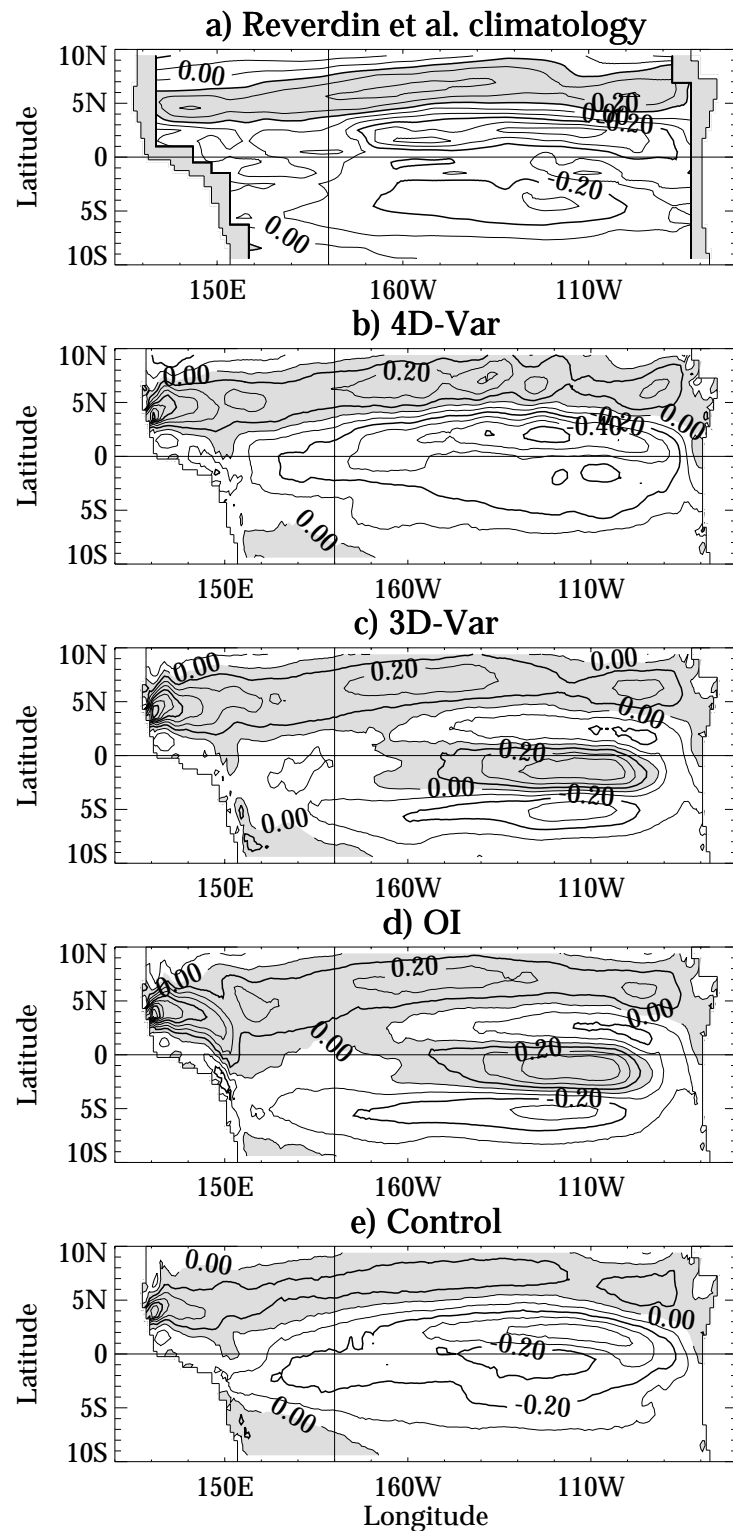 a) Reverdin et al. climatology
10N
5N
0
5S
10S
Latitude
0.00
0.20
0.00
-0.20
-0.20
0.00
150E
160W
110W
b) 4D-Var
10N
5N
0
5S
10S
Latitude
0.00
0.20
-0.20
-0.40
0.00
0.00
150E
160W
110W
c) 3D-Var
10N
5N
0
5S
10S
Latitude
0.00
0.20
0.00
0.00
0.20
0.00
0.20
0.00
150E
160W
110W
d) OI
10N
5N
0
5S
10S
Latitude
0.00
0.20
0.00
0.00
0.20
-0.20
150E
160W
110W
e) Control
10N
5N
0
5S
10S
Latitude
0.00
0.00
-0.20
-0.20
0.00
150E
160W
110W
Longitude